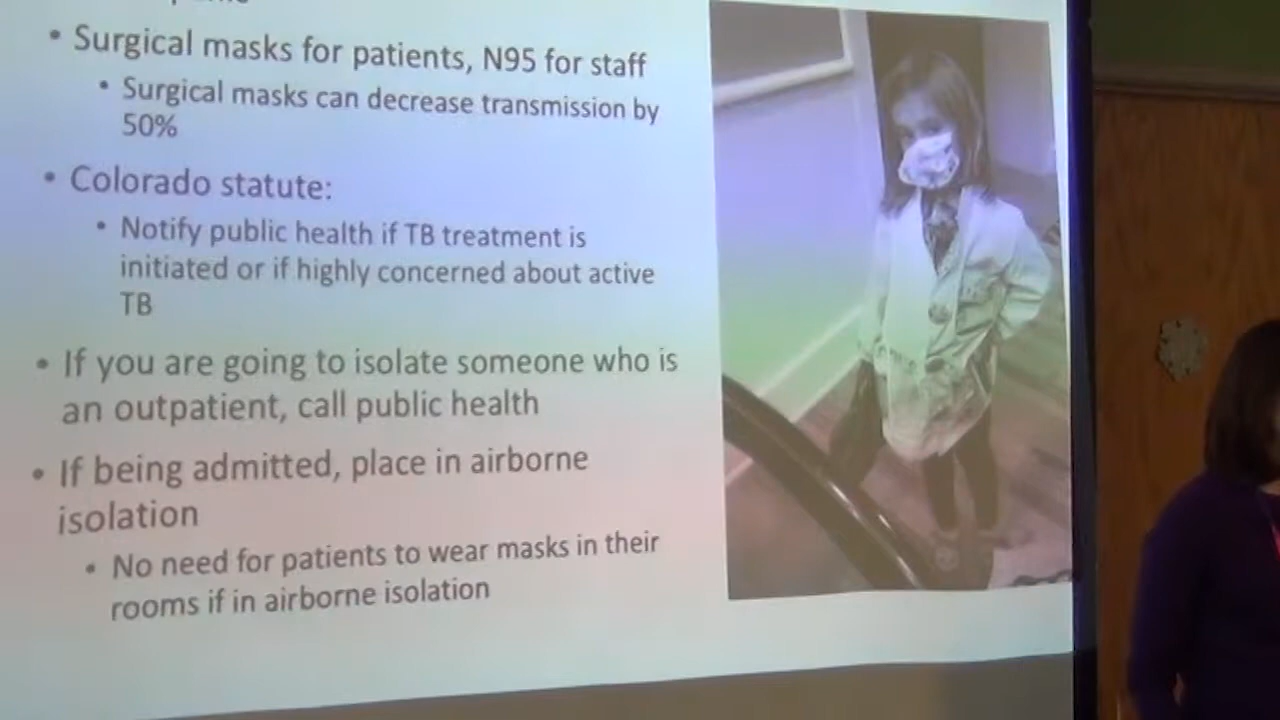 • Surgical masks for patients, N95 for staff
• Surgical masks can decrease transmission by
50%
• Colorado statute:
• Notify public health if TB treatment is
initiated or if highly concerned about active
TB
• If you are going to isolate someone who is
an outpatient, call public health
• If being admitted, place in airborne
isolation
• No need for patients to wear masks in their
rooms if in airborne isolation